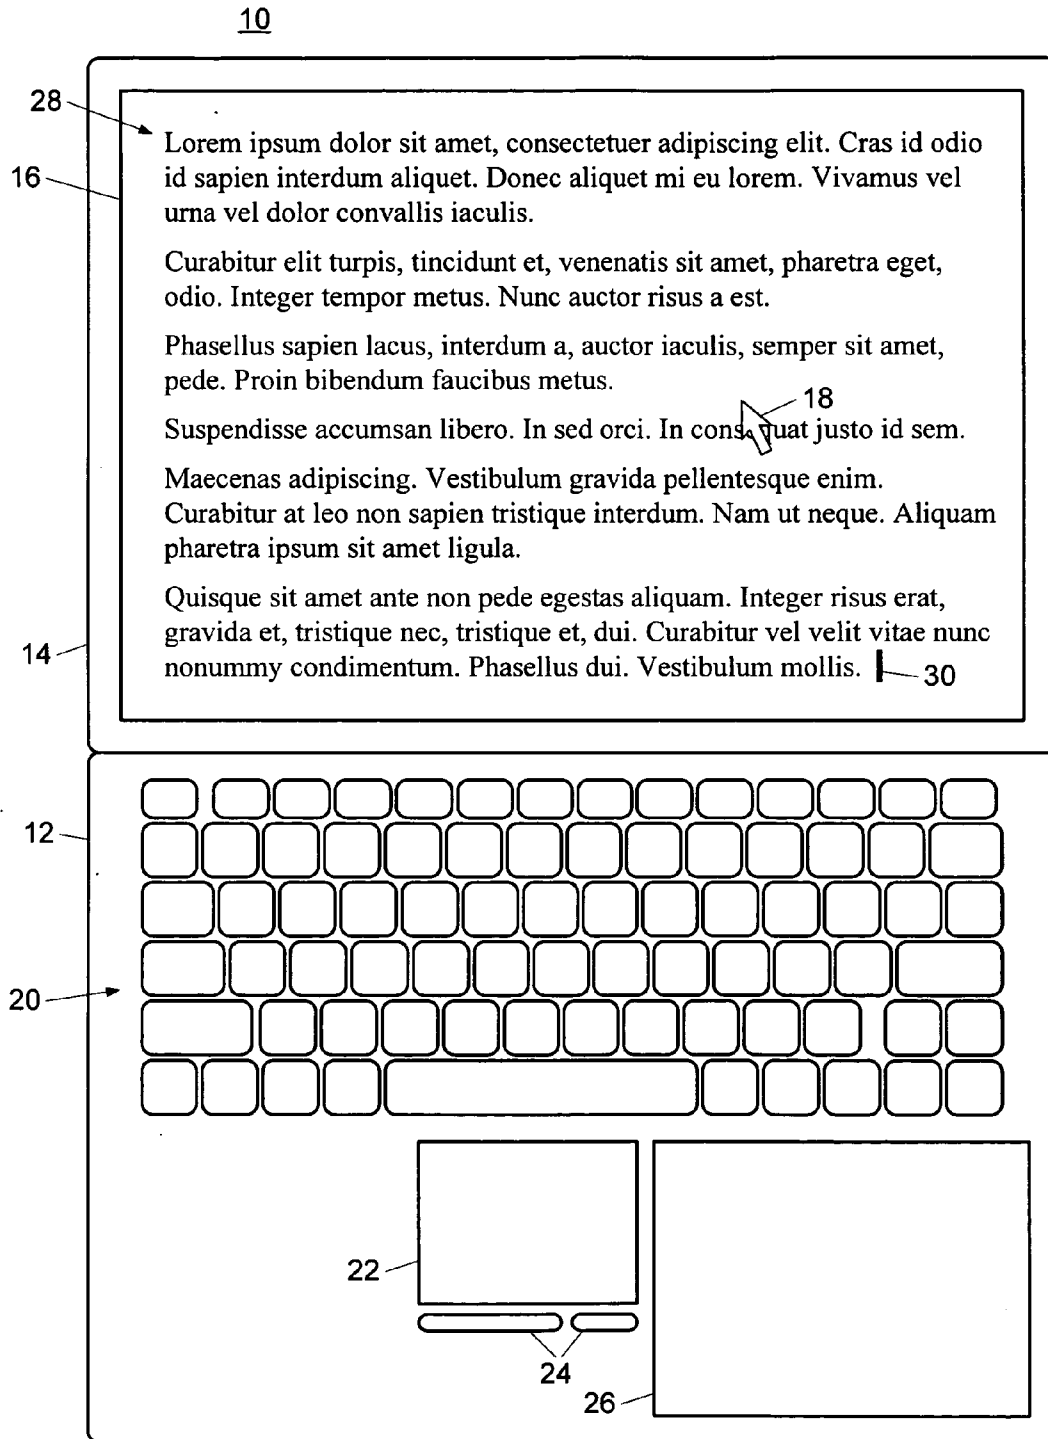 10
28
Lorem ipsum dolor sit amet, consectetuer adipiscing elit. Cras id odio
16
id sapien interdum aliquet. Donec aliquet mi eu lorem. Vivamus vel
urna vel dolor convallis iaculis.
Curabitur elit turpis, tincidunt et, venenatis sit amet, pharetra eget,
odio. Integer tempor metus. Nunc auctor risus a est.
Phasellus sapien lacus, interdum a, auctor iaculis, semper sit amet,
pede. Proin bibendum faucibus metus.
18
Suspendisse accumsan libero. In sed orci. In cons quat justo id sem.
Maecenas adipiscing. Vestibulum gravida pellentesque enim.
Curabitur at leo non sapien tristique interdum. Nam ut neque. Aliquam
pharetra ipsum sit amet ligula.
Quisque sit amet ante non pede egestas aliquam. Integer risus erat,
gravida et, tristique nec, tristique et, dui. Curabitur vel velit vitae nunc
14
nonummy condimentum. Phasellus dui. Vestibulum mollis.
30
12
20
22
24
26